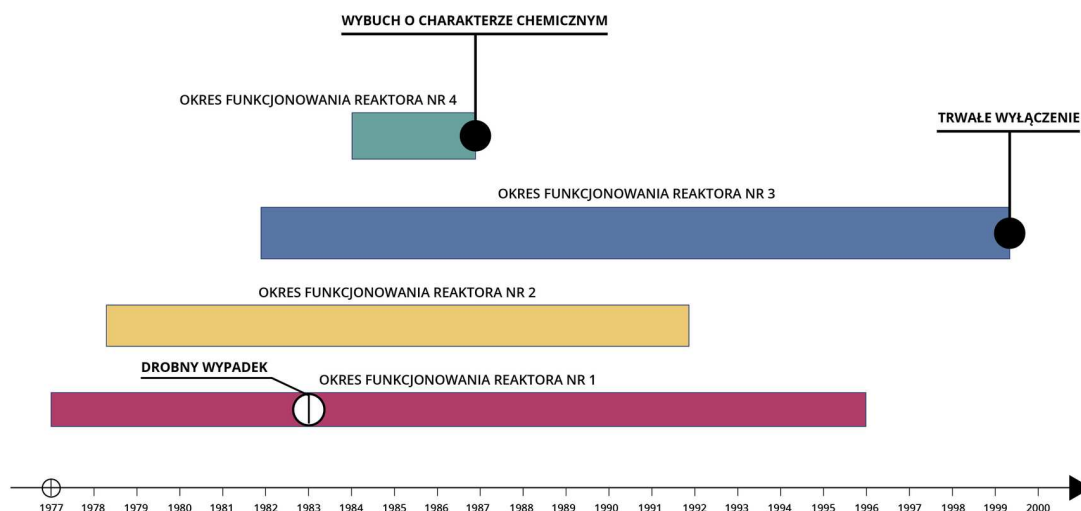 WYBUCH O CHARAKTERZE CHEMICZNYM
OKRES FUNKCJONOWANIA REAKTORA NR 4
TRWAŁE WYŁĄCZENIE
OKRES FUNKCJONOWANIA REAKTORA NR 3
OKRES FUNKCJONOWANIA REAKTORA NR 2
DROBNY WYPADEK
OKRES FUNKCJONOWANIA REAKTORA NR 1
1977 1978 1979 1980 1981 1982 1983 1984 1985 1986 1987 1988 1989 1990 1991 1992 1993 1994 1995 1996 1997 1998 1999 2000